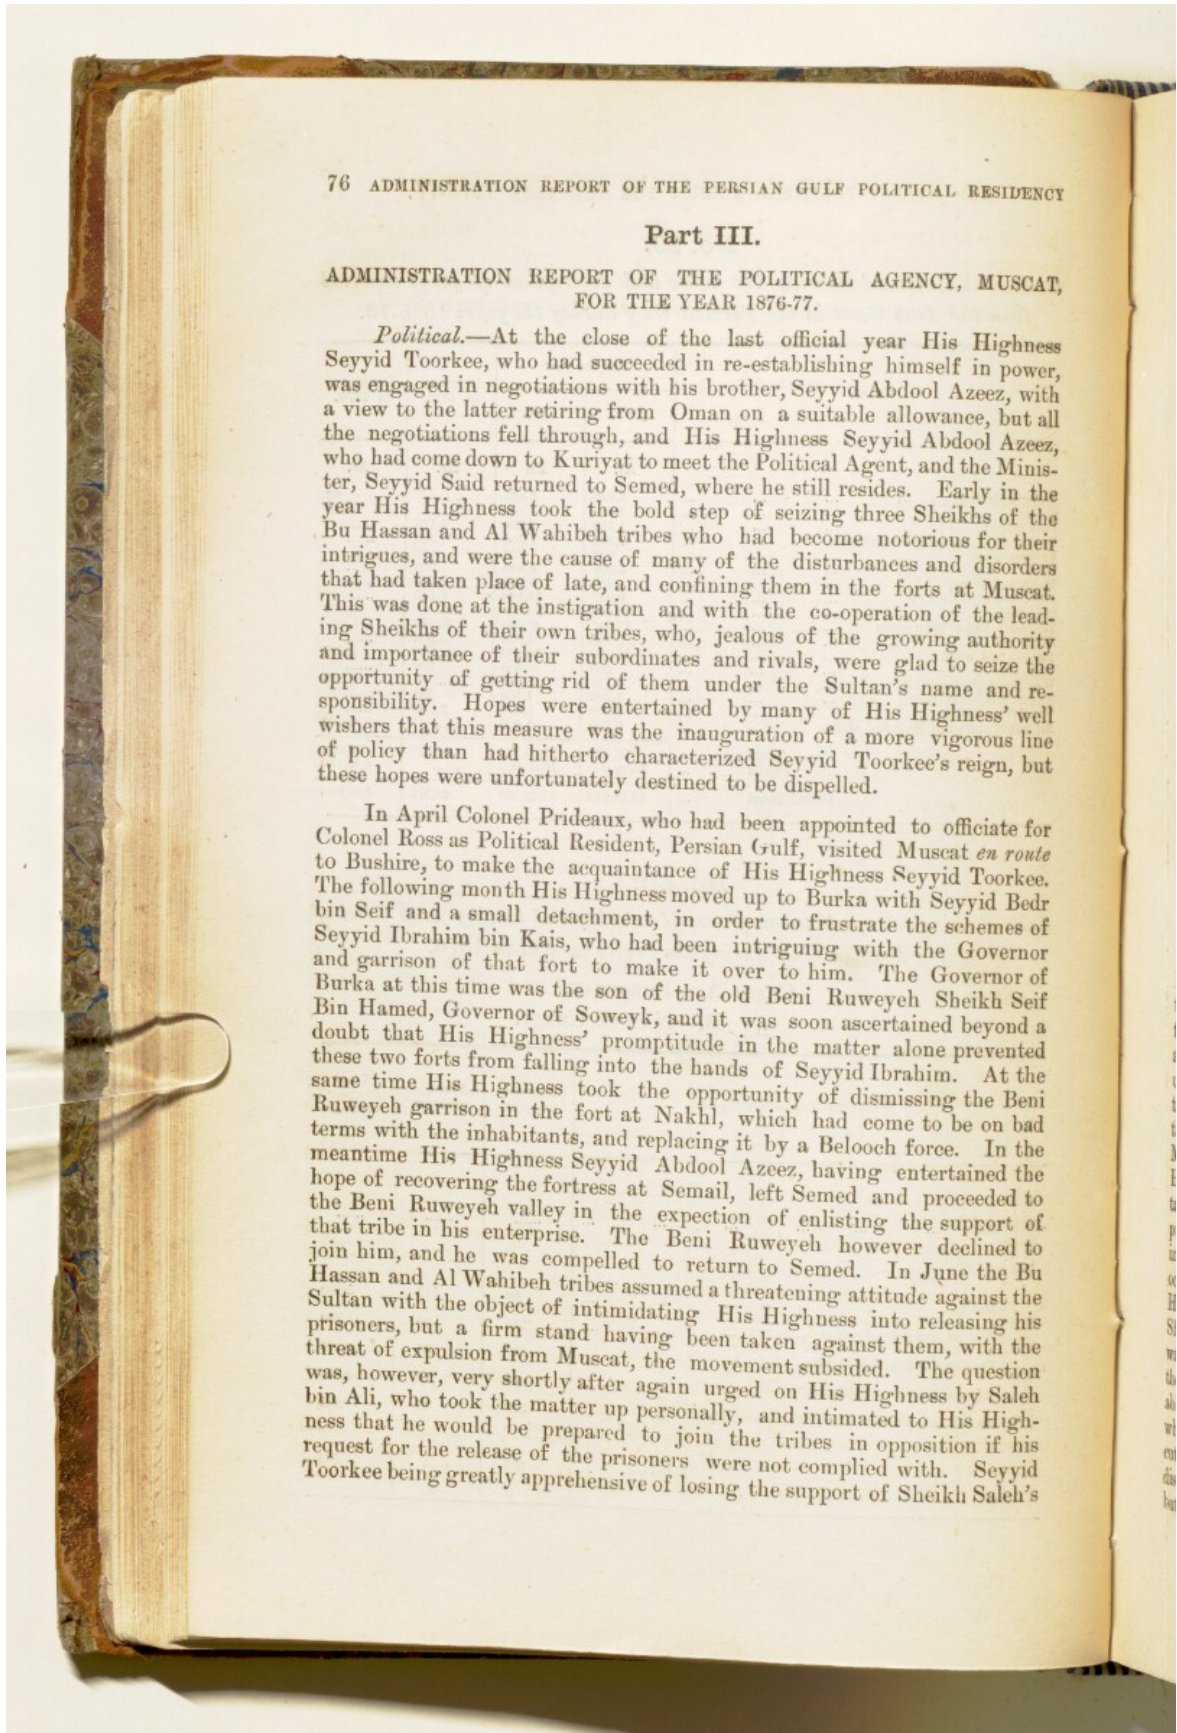 76 ADMINISTRATION REPORT OF THE PERSIAN GULF POLITICAL RESIDENCY
Part III.
ADMINISTRATION REPORT OF THE POLITICAL AGENCY, MUSCAT,
FOR THE YEAR 1876-77.
Political.—At the close of the last official year His Highness
Seyyid Toorkee, who had succeeded in re-establishing himself in power,
was engaged in negotiations with his brother, Seyyid Abdool Azeez, with
a view to the latter retiring from Oman on a suitable allowance, but all
the negotiations fell through, and His Highness Seyyid Abdool Azeez,
who had come down to Kuriyat to meet the Political Agent, and the Minis-
ter, Seyyid Said returned to Semed, where he still resides. Early in the
year His Highness took the bold step of seizing three Sheikhs of the
Bu Hassan and Al Wahibeh tribes who had become notorious for their
intrigues, and were the cause of many of the disturbances and disorders
that had taken place of late, and confining them in the forts at Muscat.
This was done at the instigation and with the co-operation of the lead-
ing Sheikhs of their own tribes, who, jealous of the growing authority
and importance of their subordinates and rivals, were glad to seize the
opportunity of getting rid of them under the Sultan's name and re-
sponsibility. Hopes were entertained by many of His Highness' well
wishers that this measure was the inauguration of a more vigorous line
of policy than had hitherto characterized Seyyid Toorkee's reign, but
these hopes were unfortunately destined to be dispelled.
In April Colonel Prideaux, who had been appointed to officiate for
Colonel Ross as Political Resident, Persian Gulf, visited Muscat en route
to Bushire, to make the acquaintance of His Highness Seyyid Toorkee.
The following month His Highness moved up to Burka with Seyyid Bedr
bin Seif and a small detachment, in order to frustrate the schemes of
Seyyid Ibrahim bin Kais, who had been intriguing with the Governor
and garrison of that fort to make it over to him. The Governor of
Burka at this time was the son of the old Beni Ruweyeh Sheikh Seif
Bin Hamed, Governor of Soweyk, and it was soon ascertained beyond a
doubt that His Highness' promptitude in the matter alone prevented
these two forts from falling into the hands of Seyyid Ibrahim. At the
same time His Highness took the opportunity of dismissing the Beni
Ruweyeh garrison in the fort at Nakhl, which had come to be on bad
terms with the inhabitants, and replacing it by a Belooch force. In the
meantime His Highness Seyyid Abdool Azeez, having entertained the
hope of recovering the fortress at Semail, left Semed and proceeded to
the Beni Ruweyeh valley in the expection of enlisting the support of
that tribe in his enterprise. The Beni Ruweyeh however declined to
join him, and he was compelled to return to Semed. In June the Bu
Hassan and Al Wahibeh tribes assumed a threatening attitude against the
Sultan with the object of intimidating His Highness into releasing his
prisoners, but a firm stand having been taken against them, with the
threat of expulsion from Muscat, the movement subsided. The question
was, however, very shortly after again urged on His Highness by Saleh
bin Ali, who took the matter up personally, and intimated to His High-
ness that he would be prepared to join the tribes in opposition if his
request for the release of the prisoners were not complied with. Seyyid
Toorkee being greatly apprehensive of losing the support of Sheikh Saleh's